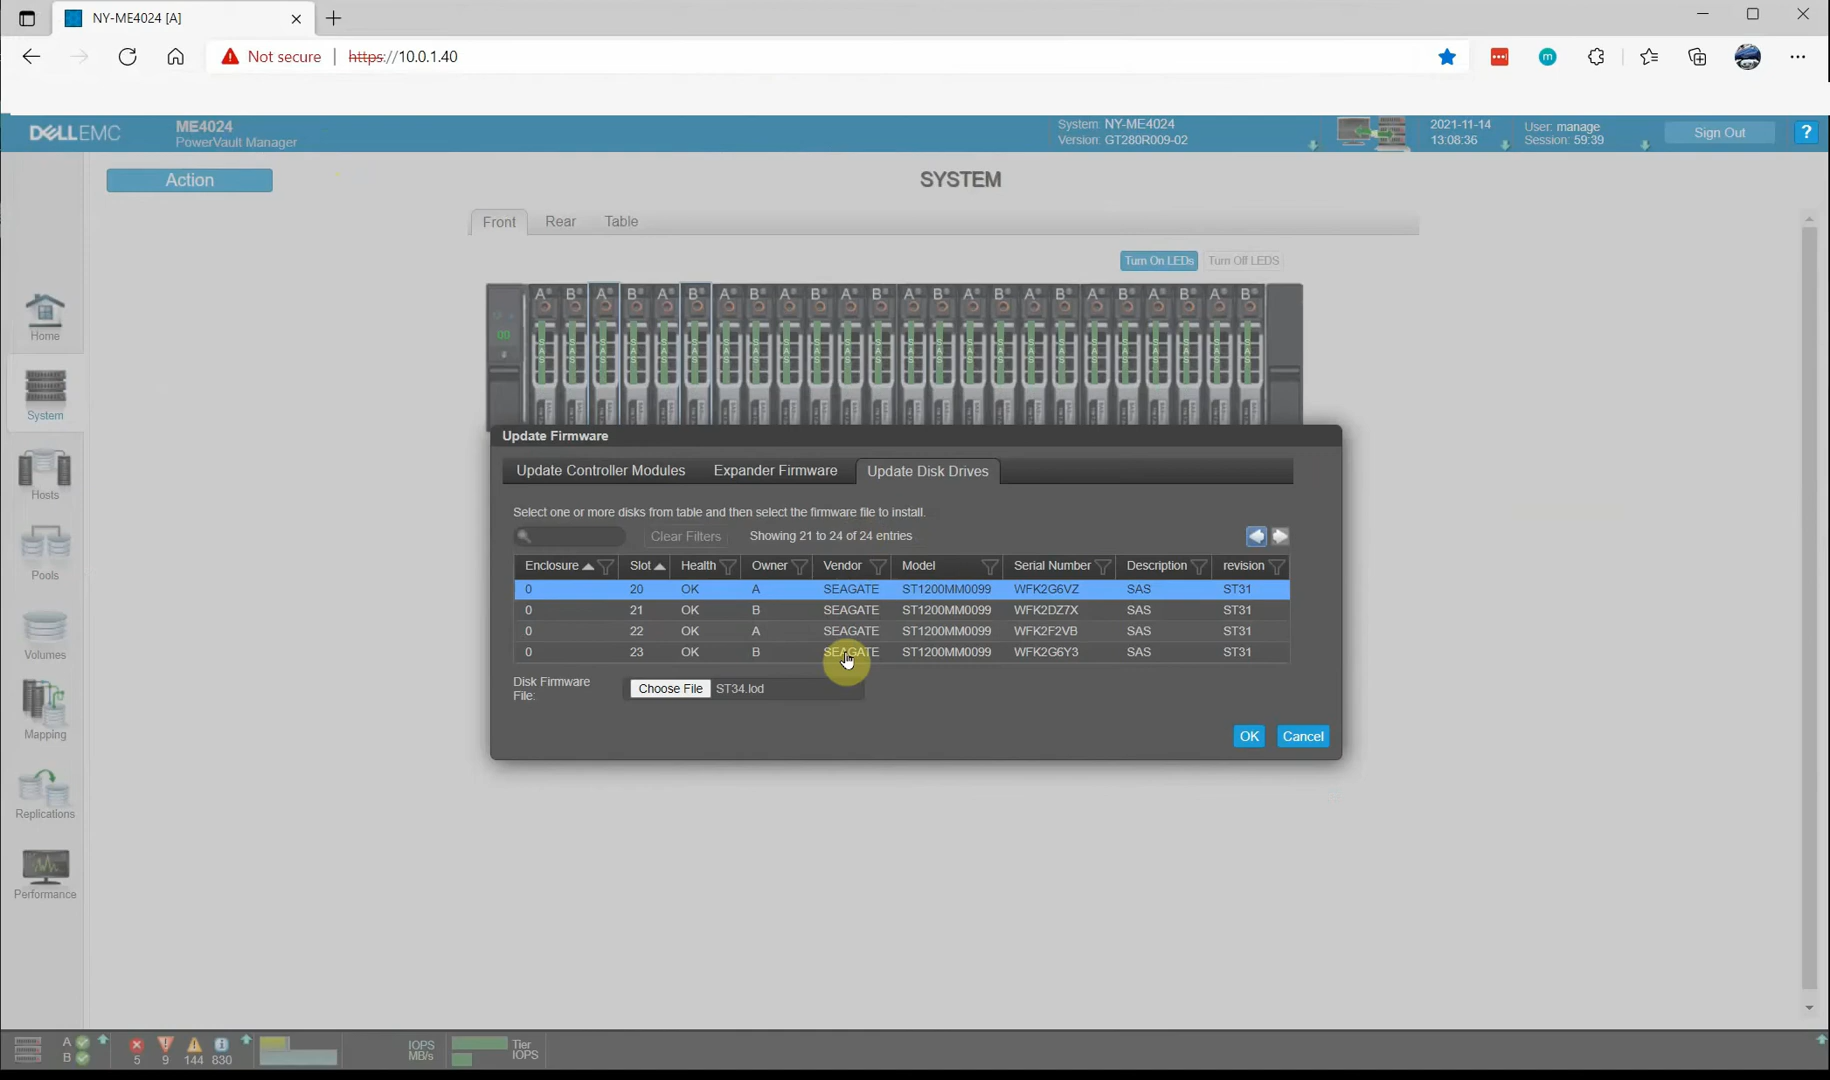 NY-ME4024 [A]
Not secure https://10.0.1.40
DELLEMC
ME4024
PowerVault Manager
System: NY-ME4024
Version: GT280R009-02
2021-11-14
13:08:36
User: manage
Session: 59:39
Sign Out
?
Action
SYSTEM
Front Rear Table
Turn On LEDs Turn Off LEDS
A B A B A B A B A B A B A B A B A B A B A B A B
Home
System
Hosts
Pools
Volumes
Mapping
Replications
Performance
Update Firmware
Update Controller Modules Expander Firmware Update Disk Drives
Select one or more disks from table and then select the firmware file to install.
Clear Filters Showing 21 to 24 of 24 entries
Enclosure Slot Health Owner Vendor Model Serial Number Description revision
0 20 OK A SEAGATE ST1200MM0099 WFK2G6VZ SAS ST31
0 21 OK B SEAGATE ST1200MM0099 WFK2DZ7X SAS ST31
0 22 OK A SEAGATE ST1200MM0099 WFK2F2VB SAS ST31
0 23 OK B SEAGATE ST1200MM0099 WFK2G6Y3 SAS ST31
Disk Firmware
File:
Choose File ST34.lod
OK Cancel
A
B
5 9 144 830
IOPS
MB/s
Tier
IOPS